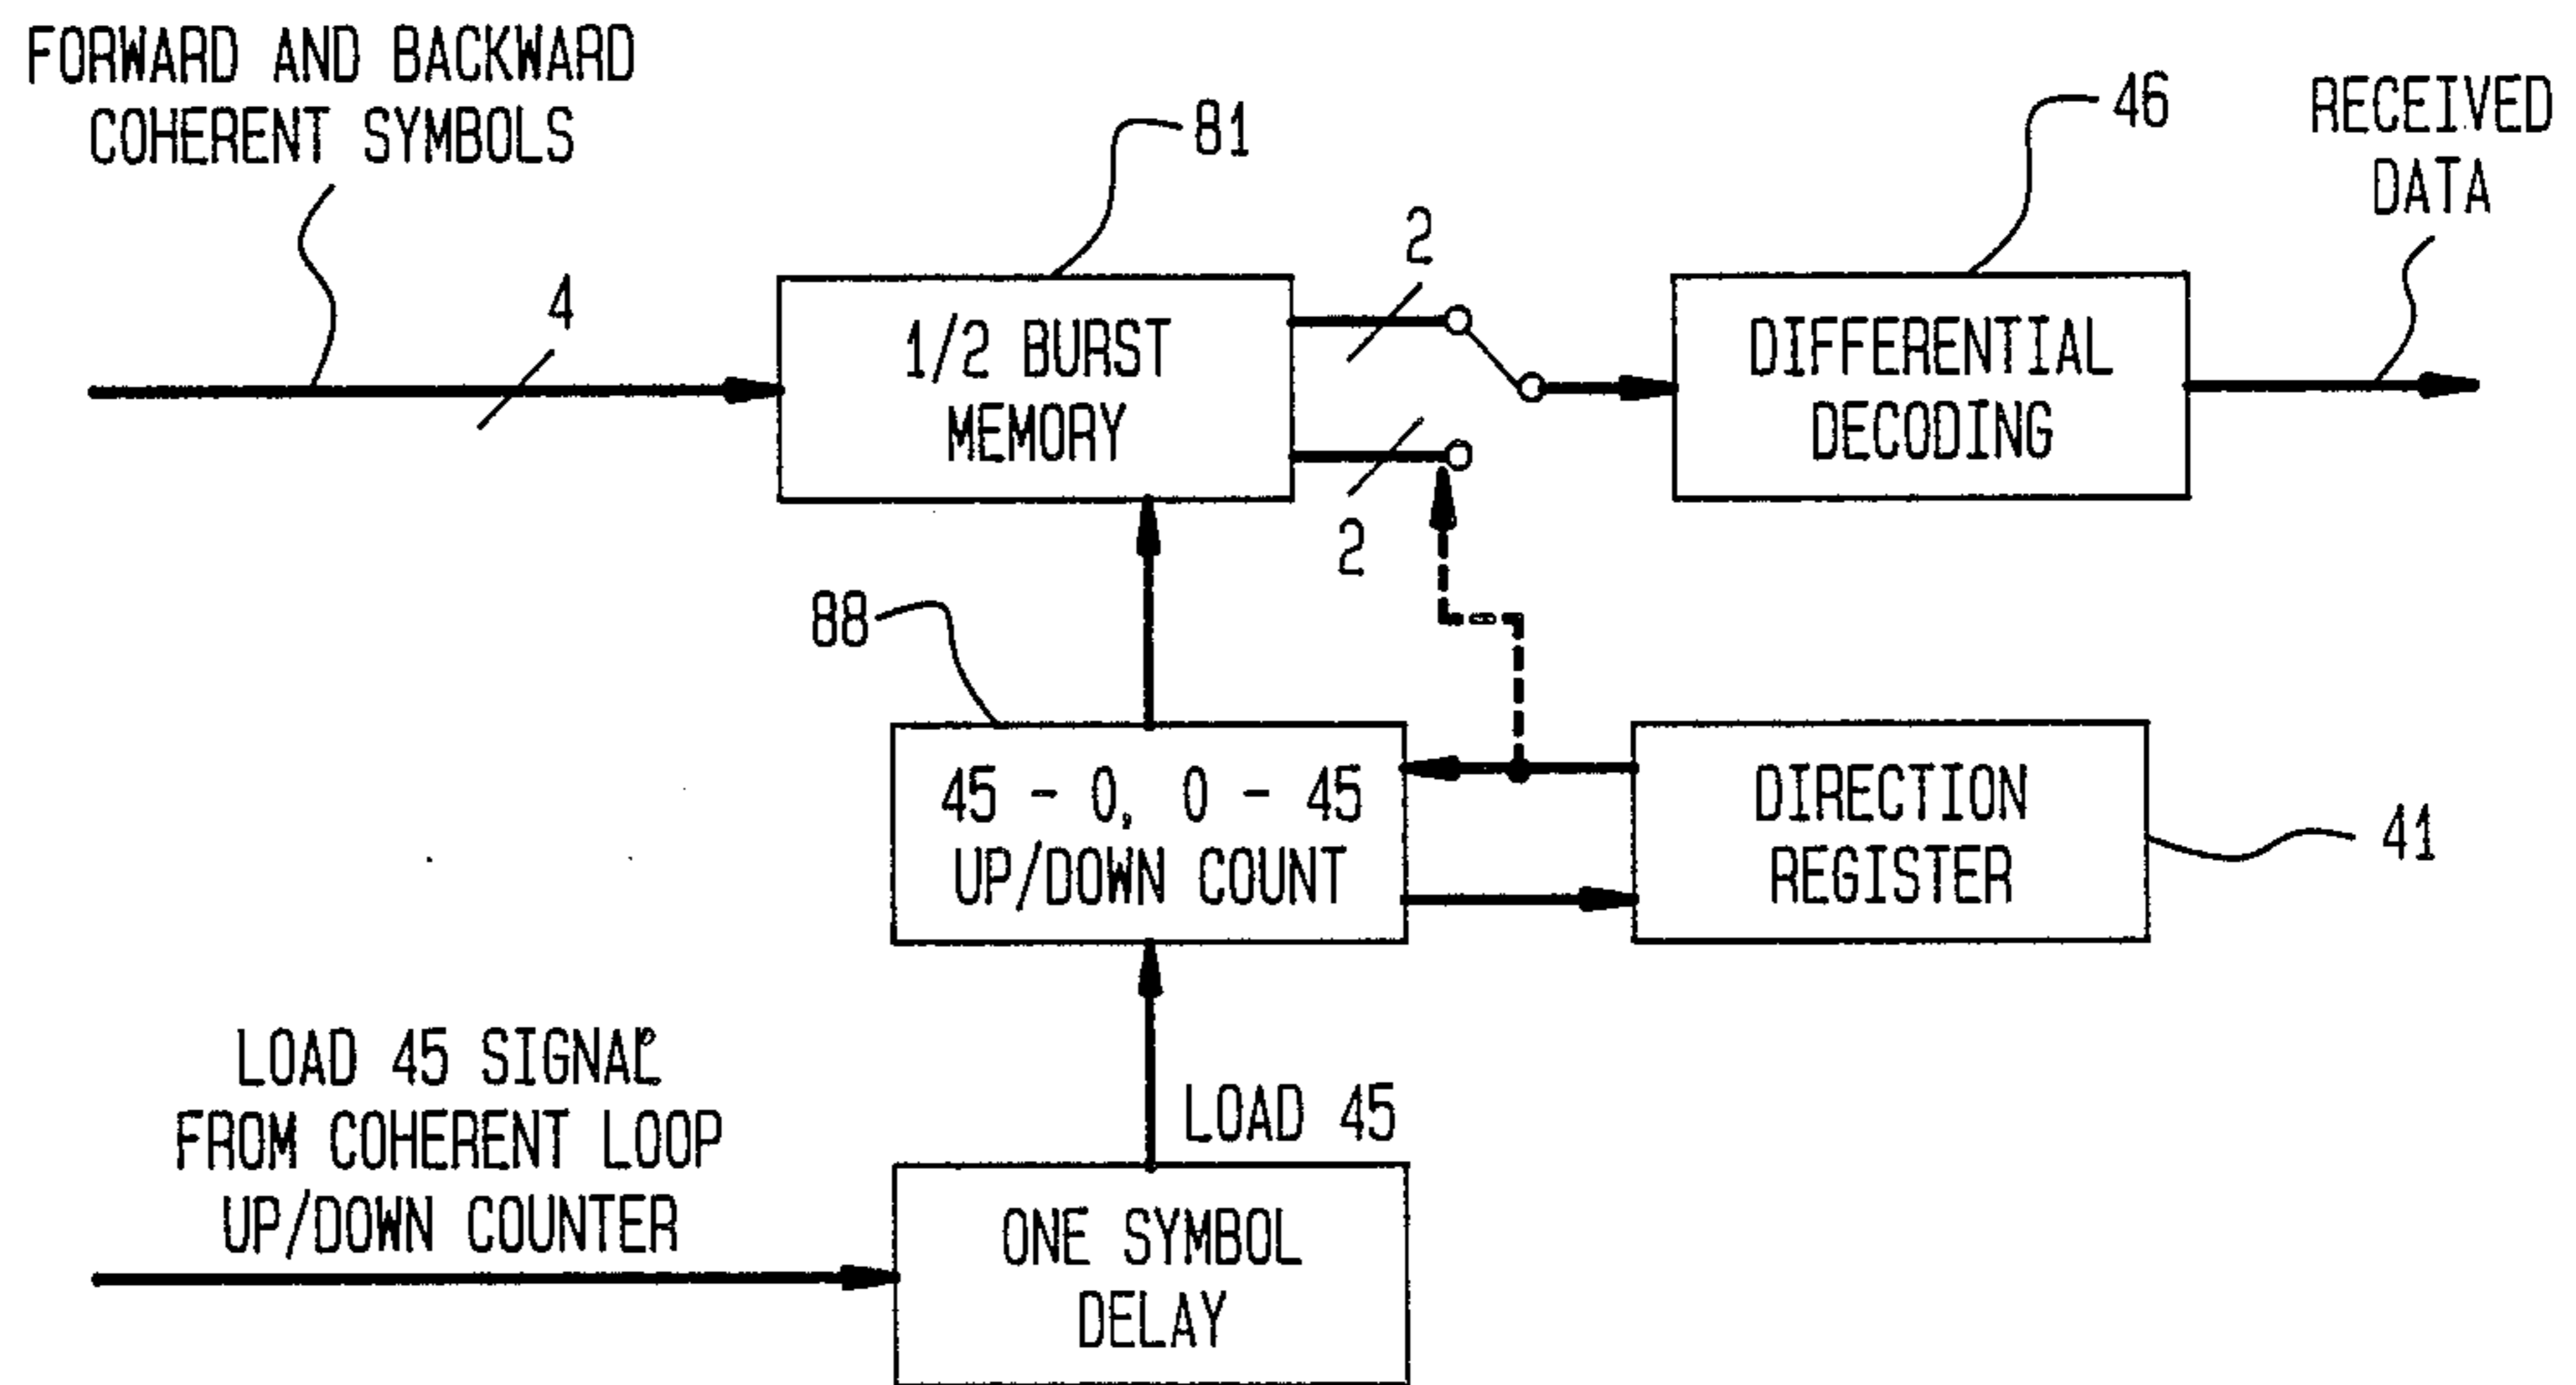 FORWARD AND BACKWARD
COHERENT SYMBOLS
4
81
1/2 BURST
MEMORY
2
2
46
DIFFERENTIAL
DECODING
RECEIVED
DATA
88
45 - 0, 0 - 45
UP/DOWN COUNT
DIRECTION
REGISTER
41
LOAD 45 SIGNAL
FROM COHERENT LOOP
UP/DOWN COUNTER
LOAD 45
ONE SYMBOL
DELAY